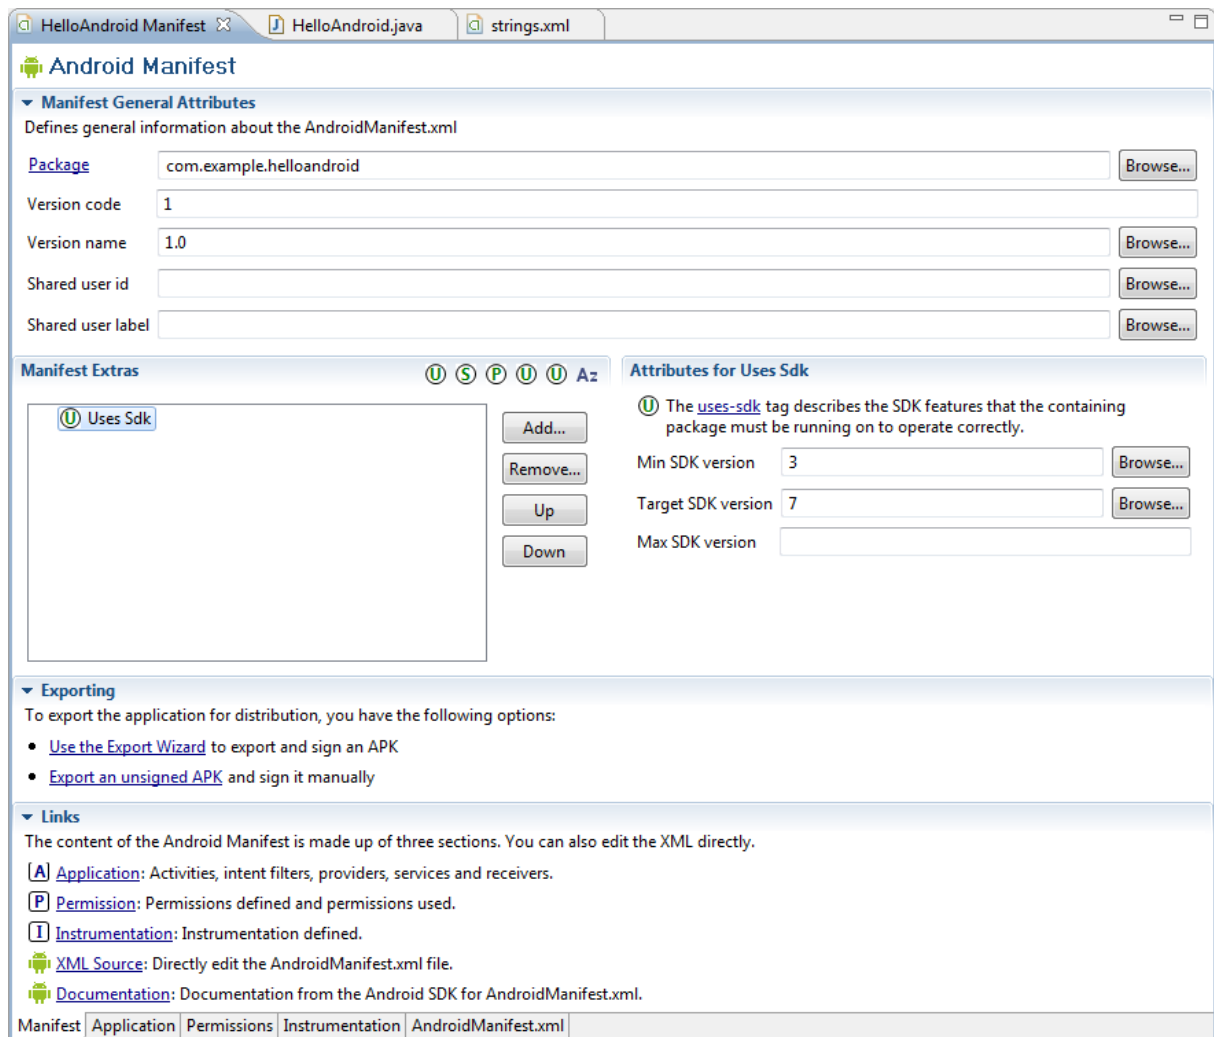 HelloAndroid Manifest HelloAndroid.java strings.xml
Android Manifest
Manifest General Attributes
Defines general information about the AndroidManifest.xml
Package com.example.helloandroid Browse...
Version code 1
Version name 1.0 Browse...
Shared user id Browse...
Shared user label Browse...
Manifest Extras U S P U U Az
U Uses Sdk
Add...
Remove...
Up
Down
Attributes for Uses Sdk
U The uses-sdk tag describes the SDK features that the containing
package must be running on to operate correctly.
Min SDK version 3 Browse...
Target SDK version 7 Browse...
Max SDK version
Exporting
To export the application for distribution, you have the following options:
• Use the Export Wizard to export and sign an APK
• Export an unsigned APK and sign it manually
Links
The content of the Android Manifest is made up of three sections. You can also edit the XML directly.
A Application: Activities, intent filters, providers, services and receivers.
P Permission: Permissions defined and permissions used.
I Instrumentation: Instrumentation defined.
XML Source: Directly edit the AndroidManifest.xml file.
Documentation: Documentation from the Android SDK for AndroidManifest.xml.
Manifest Application Permissions Instrumentation AndroidManifest.xml